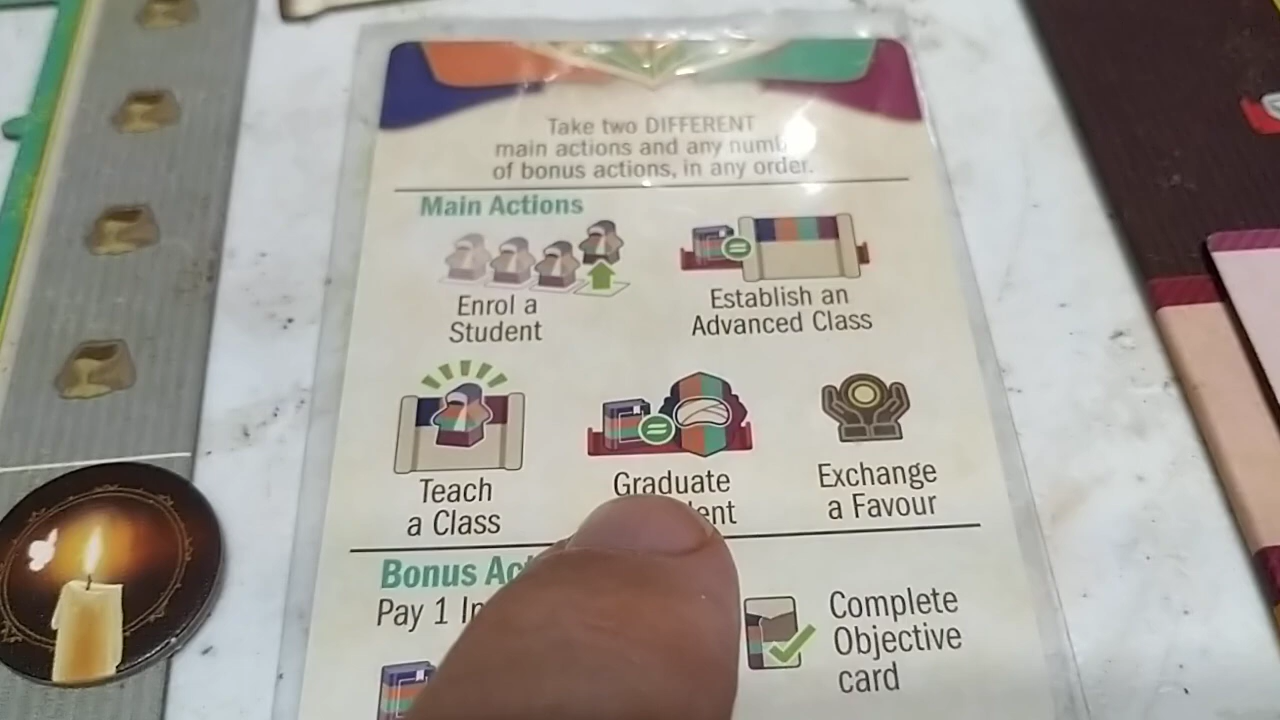 Take two DIFFERENT
main actions and any
of bonus actions, in any order.
Main Actions
Enrol a
Student
Establish an
Advanced Class
Teach
a Class
Graduate
Exchange
a Favour
Bonus
Pay 1
Complete
Objective
card